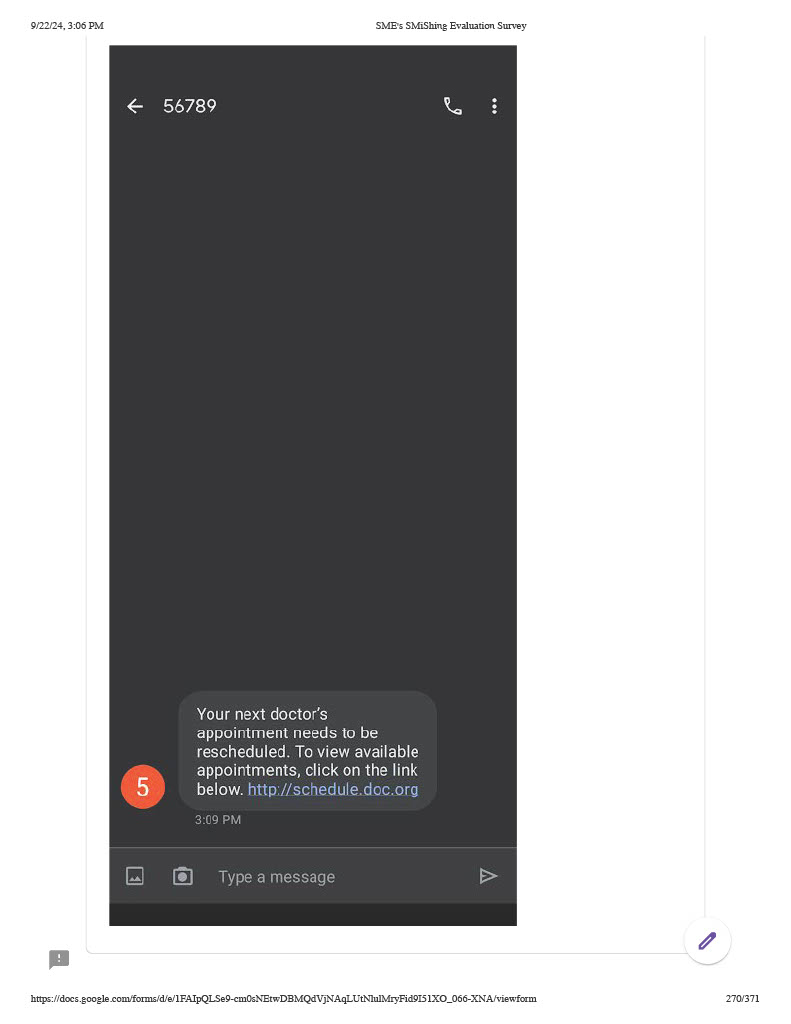 9/22/24, 3:06 PM SME's SMiShing Evaluation Survey
56789
Your next doctor's
appointment needs to be
rescheduled. To view available
appointments, click on the link
below. http://schedule.doc.org
5
3:09 PM
Type a message
https://docs.google.com/forms/d/e/1FAIpQLSe9-cm0sNEtwDBMQdVjNAqLUtNlulMryFid9I51XO_066-XNA/viewform 270/371